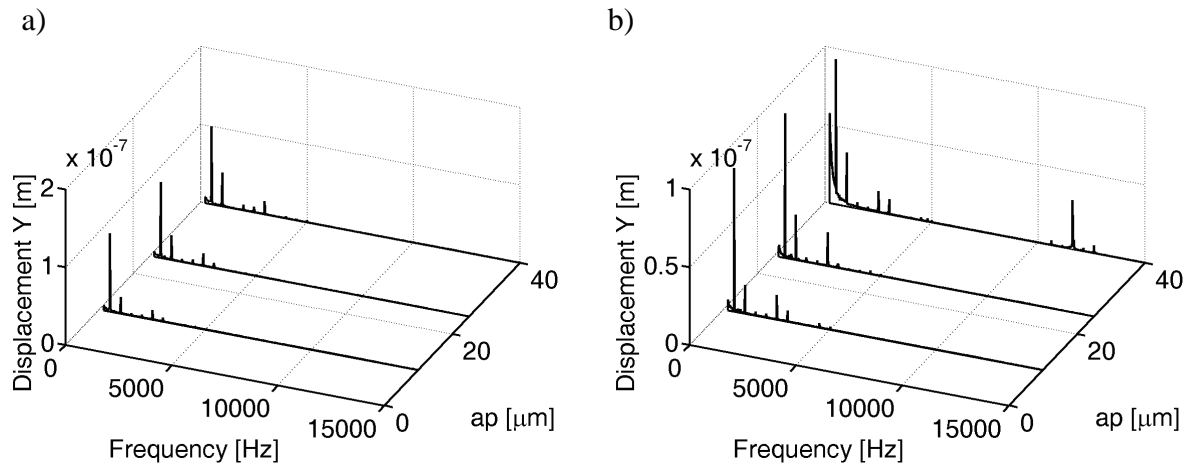 a)
x 10⁻⁷
2
1
0
Displacement Y [m]
0
5000
10000
15000
Frequency [Hz]
0
20
40
ap [μm]
b)
x 10⁻⁷
1
0.5
0
Displacement Y [m]
0
5000
10000
15000
Frequency [Hz]
0
20
40
ap [μm]